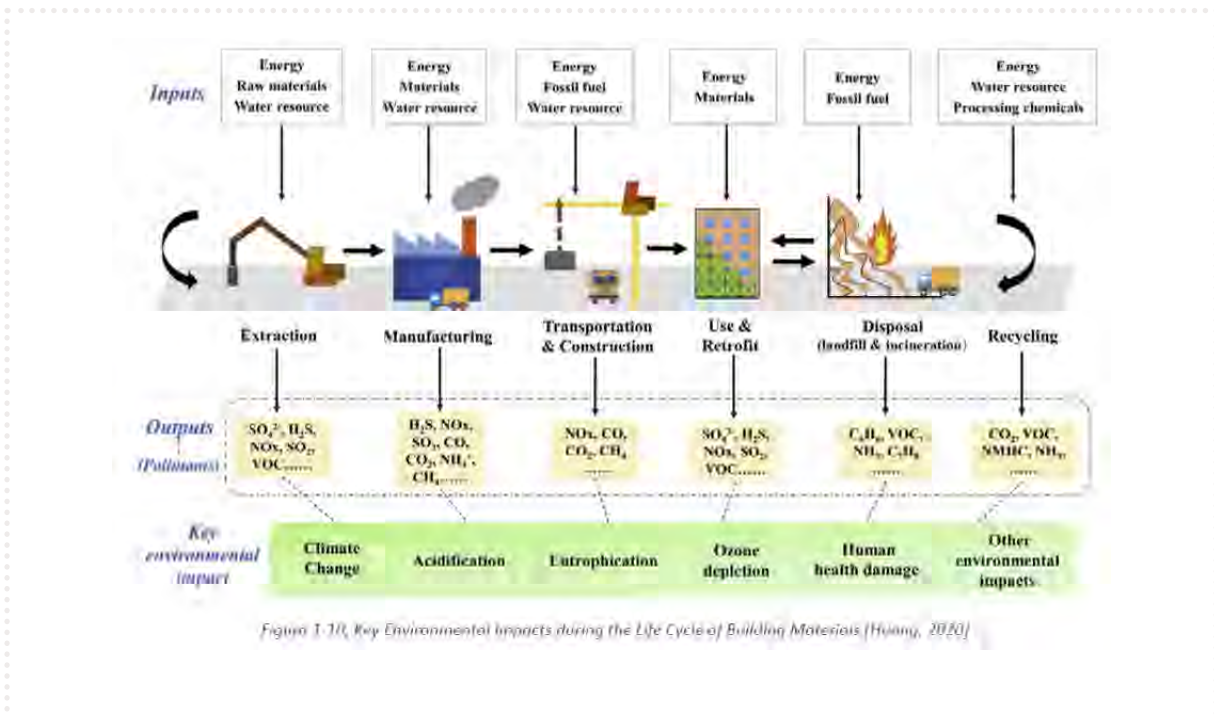 Inputs
Energy
Raw materials
Water resource
Energy
Materials
Water resource
Energy
Fossil fuel
Water resource
Energy
Materials
Energy
Fossil fuel
Energy
Water resource
Processing chemicals
Extraction
Manufacturing
Transportation
& Construction
Use &
Retrofit
Disposal
(landfill & incineration)
Recycling
Outputs
(Pollutants)
SO₄²⁻, H₂S,
NOx, SO₂,
VOC......
H₂S, NOx,
SO₂, CO,
CO₂, NH₄⁺,
CH₄......
NOx, CO,
CO₂, CH₄
......
SO₄²⁻, H₂S,
NOx, SO₂,
VOC......
VOC,
......
CO₂, VOC,
NMHC,
......
Key
environmental
impact
Climate
Change
Acidification
Eutrophication
Ozone
depletion
Human
health damage
Other
environmental
impacts
Figure 1-10, Key Environmental Impacts during the Life Cycle of Building Materials [Huang, 2020]